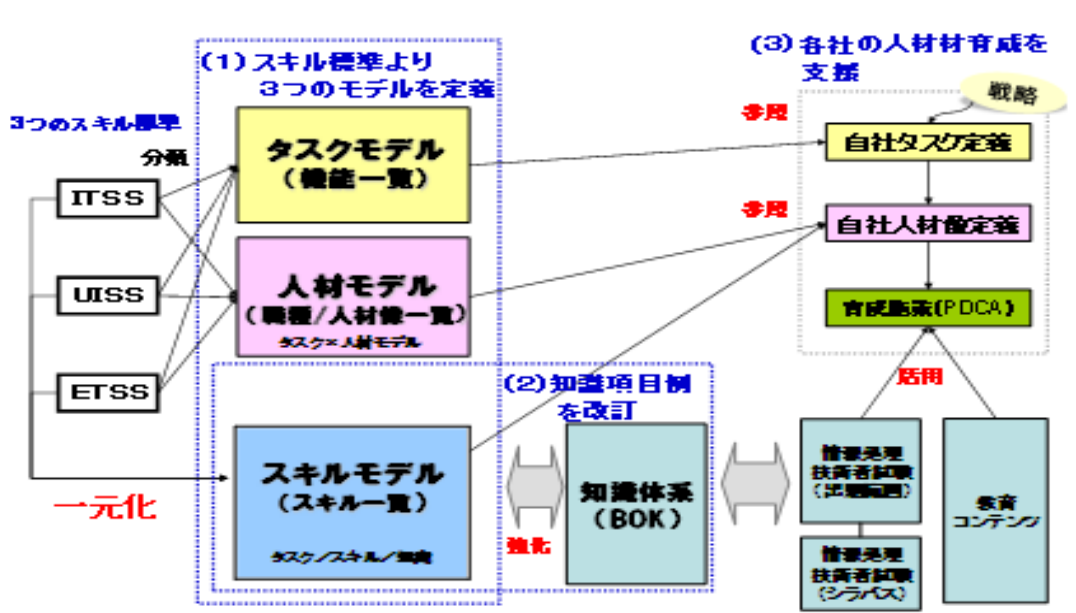 (1)スキル標準より
3つのモデルを定義
(3)各社の人材材育成を
支援
戦略
3つのスキル標準
分類
ITSS
UISS
ETSS
一元化
タスクモデル
(機能一覧)
人材モデル
(職種/人材像一覧)
タスク×人材モデル
(2)知識項目例
を改訂
スキルモデル
(スキル一覧)
タスク/スキル/知識
強化
知識体系
(BOK)
参照
自社タスク定義
参照
自社人材像定義
育成施策(PDCA)
活用
情報処理
技術者試験
(出題範囲)
情報処理
技術者試験
(シラバス)
教育
コンテンツ